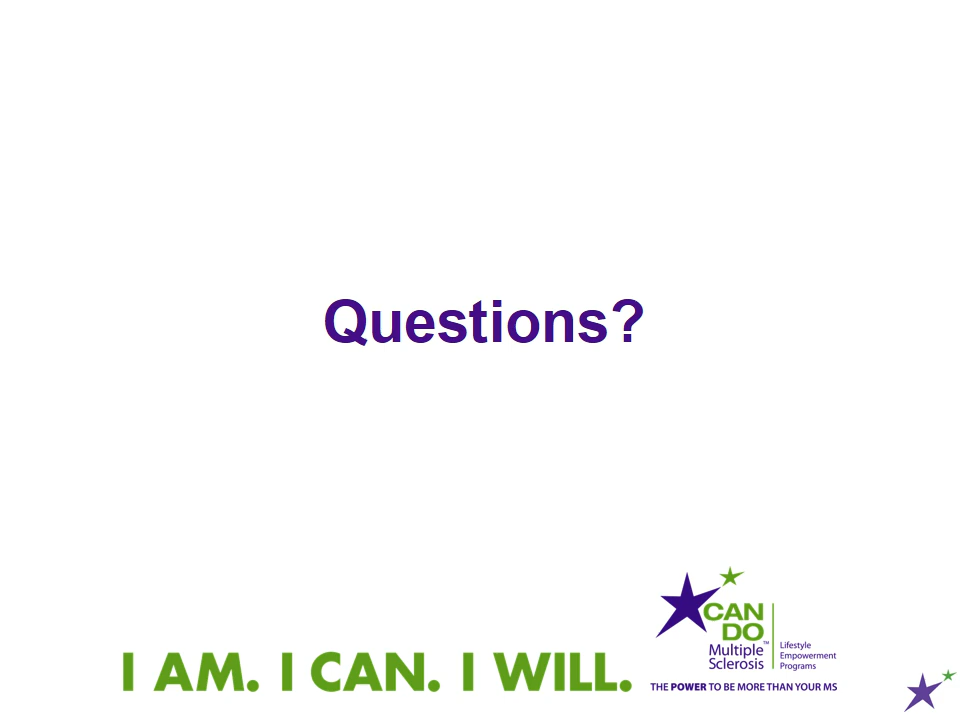 Questions?
I AM. I CAN. I WILL.
CAN
DO
Multiple™
Sclerosis
Lifestyle
Empowerment
Programs
THE POWER TO BE MORE THAN YOUR MS